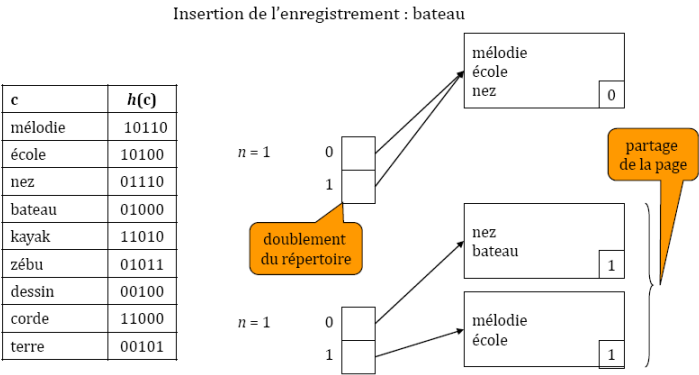 Insertion de l'enregistrement : bateau
c h(c)
mélodie 10110
école 10100
nez 01110
bateau 01000
kayak 11010
zébu 01011
dessin 00100
corde 11000
terre 00101
n = 1
0
1
mélodie
école
nez
0
doublement
du répertoire
partage
de la page
n = 1
0
1
nez
bateau
1
mélodie
école
1